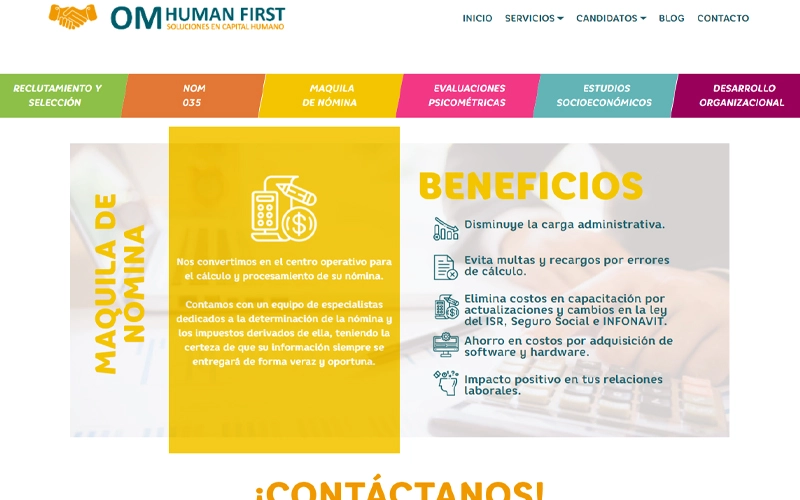 OM HUMAN FIRST
SOLUCIONES EN CAPITAL HUMANO
INICIO SERVICIOS CANDIDATOS BLOG CONTACTO
RECLUTAMIENTO Y
SELECCIÓN
NOM
035
MAQUILA
DE NÓMINA
EVALUACIONES
PSICOMÉTRICAS
ESTUDIOS
SOCIOECONÓMICOS
DESARROLLO
ORGANIZACIONAL
MAQUILA DE
NÓMINA
Nos convertimos en el centro operativo para
el cálculo y procesamiento de su nómina.
Contamos con un equipo de especialistas
dedicados a la determinación de la nómina y
los impuestos derivados de ella, teniendo la
certeza de que su información siempre se
entregará de forma veraz y oportuna.
BENEFICIOS
Disminuye la carga administrativa.
Evita multas y recargos por errores
de cálculo.
Elimina costos en capacitación por
actualizaciones y cambios en la ley
del ISR, Seguro Social e INFONAVIT.
Ahorro en costos por adquisición de
software y hardware.
Impacto positivo en tus relaciones
laborales.
¡CONTÁCTANOS!